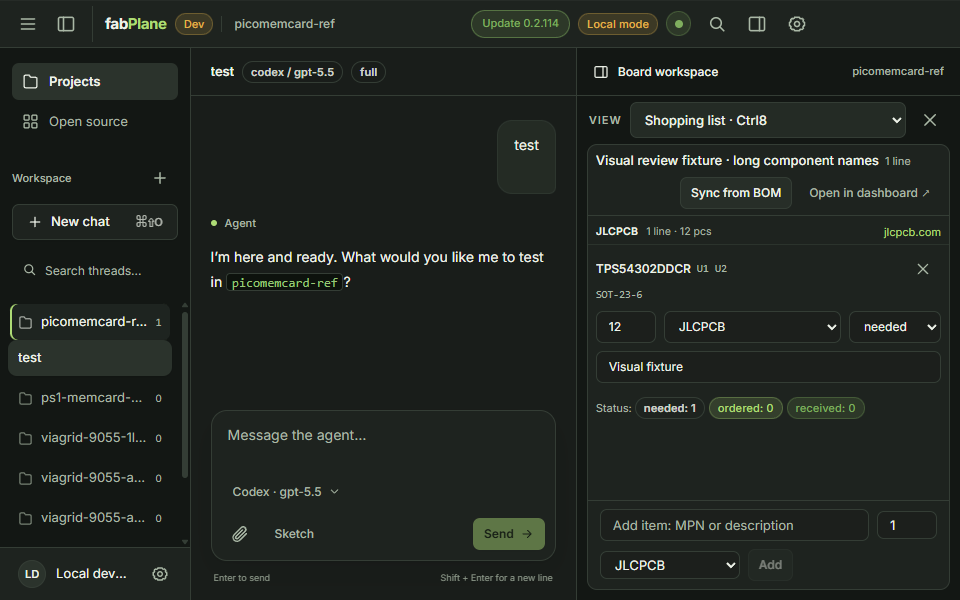 fabPlane Dev picomemcard-ref Update 0.2.114 Local mode
Projects
Open source
Workspace
New chat ⌘⇧O
Search threads...
picomemcard-r... 1
test
ps1-memcard-... 0
viagrid-9055-1l... 0
viagrid-9055-a... 0
viagrid-9055-a... 0
LD Local dev...
test codex / gpt-5.5 full
test
Agent
I'm here and ready. What would you like me to test
in picomemcard-ref?
Message the agent...
Codex · gpt-5.5
Sketch
Send →
Enter to send Shift + Enter for a new line
Board workspace picomemcard-ref
VIEW Shopping list · Ctrl8
Visual review fixture · long component names 1 line
Sync from BOM Open in dashboard ↗
JLCPCB 1 line · 12 pcs jlcpcb.com
TPS54302DDCR U1 U2
SOT-23-6
12 JLCPCB needed
Visual fixture
Status: needed: 1 ordered: 0 received: 0
Add item: MPN or description 1
JLCPCB Add